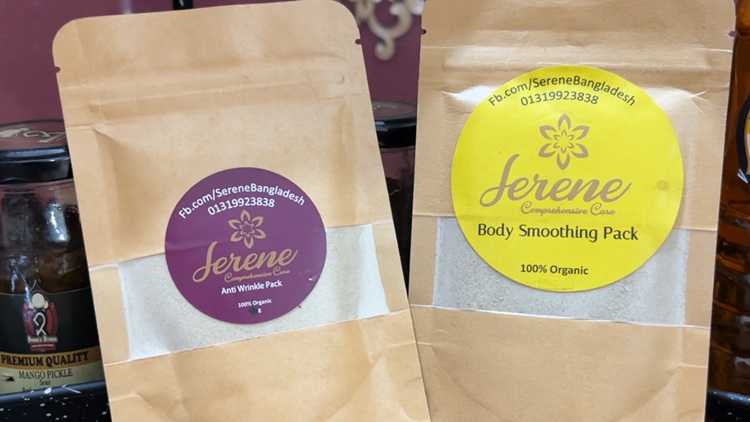 Fb.com/SereneBangladesh
01319923838
Serene
Comprehensive Care
Anti Wrinkle Pack
100% Organic
Fb.com/SereneBangladesh
01319923838
Serene
Comprehensive Care
Body Smoothing Pack
100% Organic
PREMIUM QUALITY
MANGO PICKLE
Sour